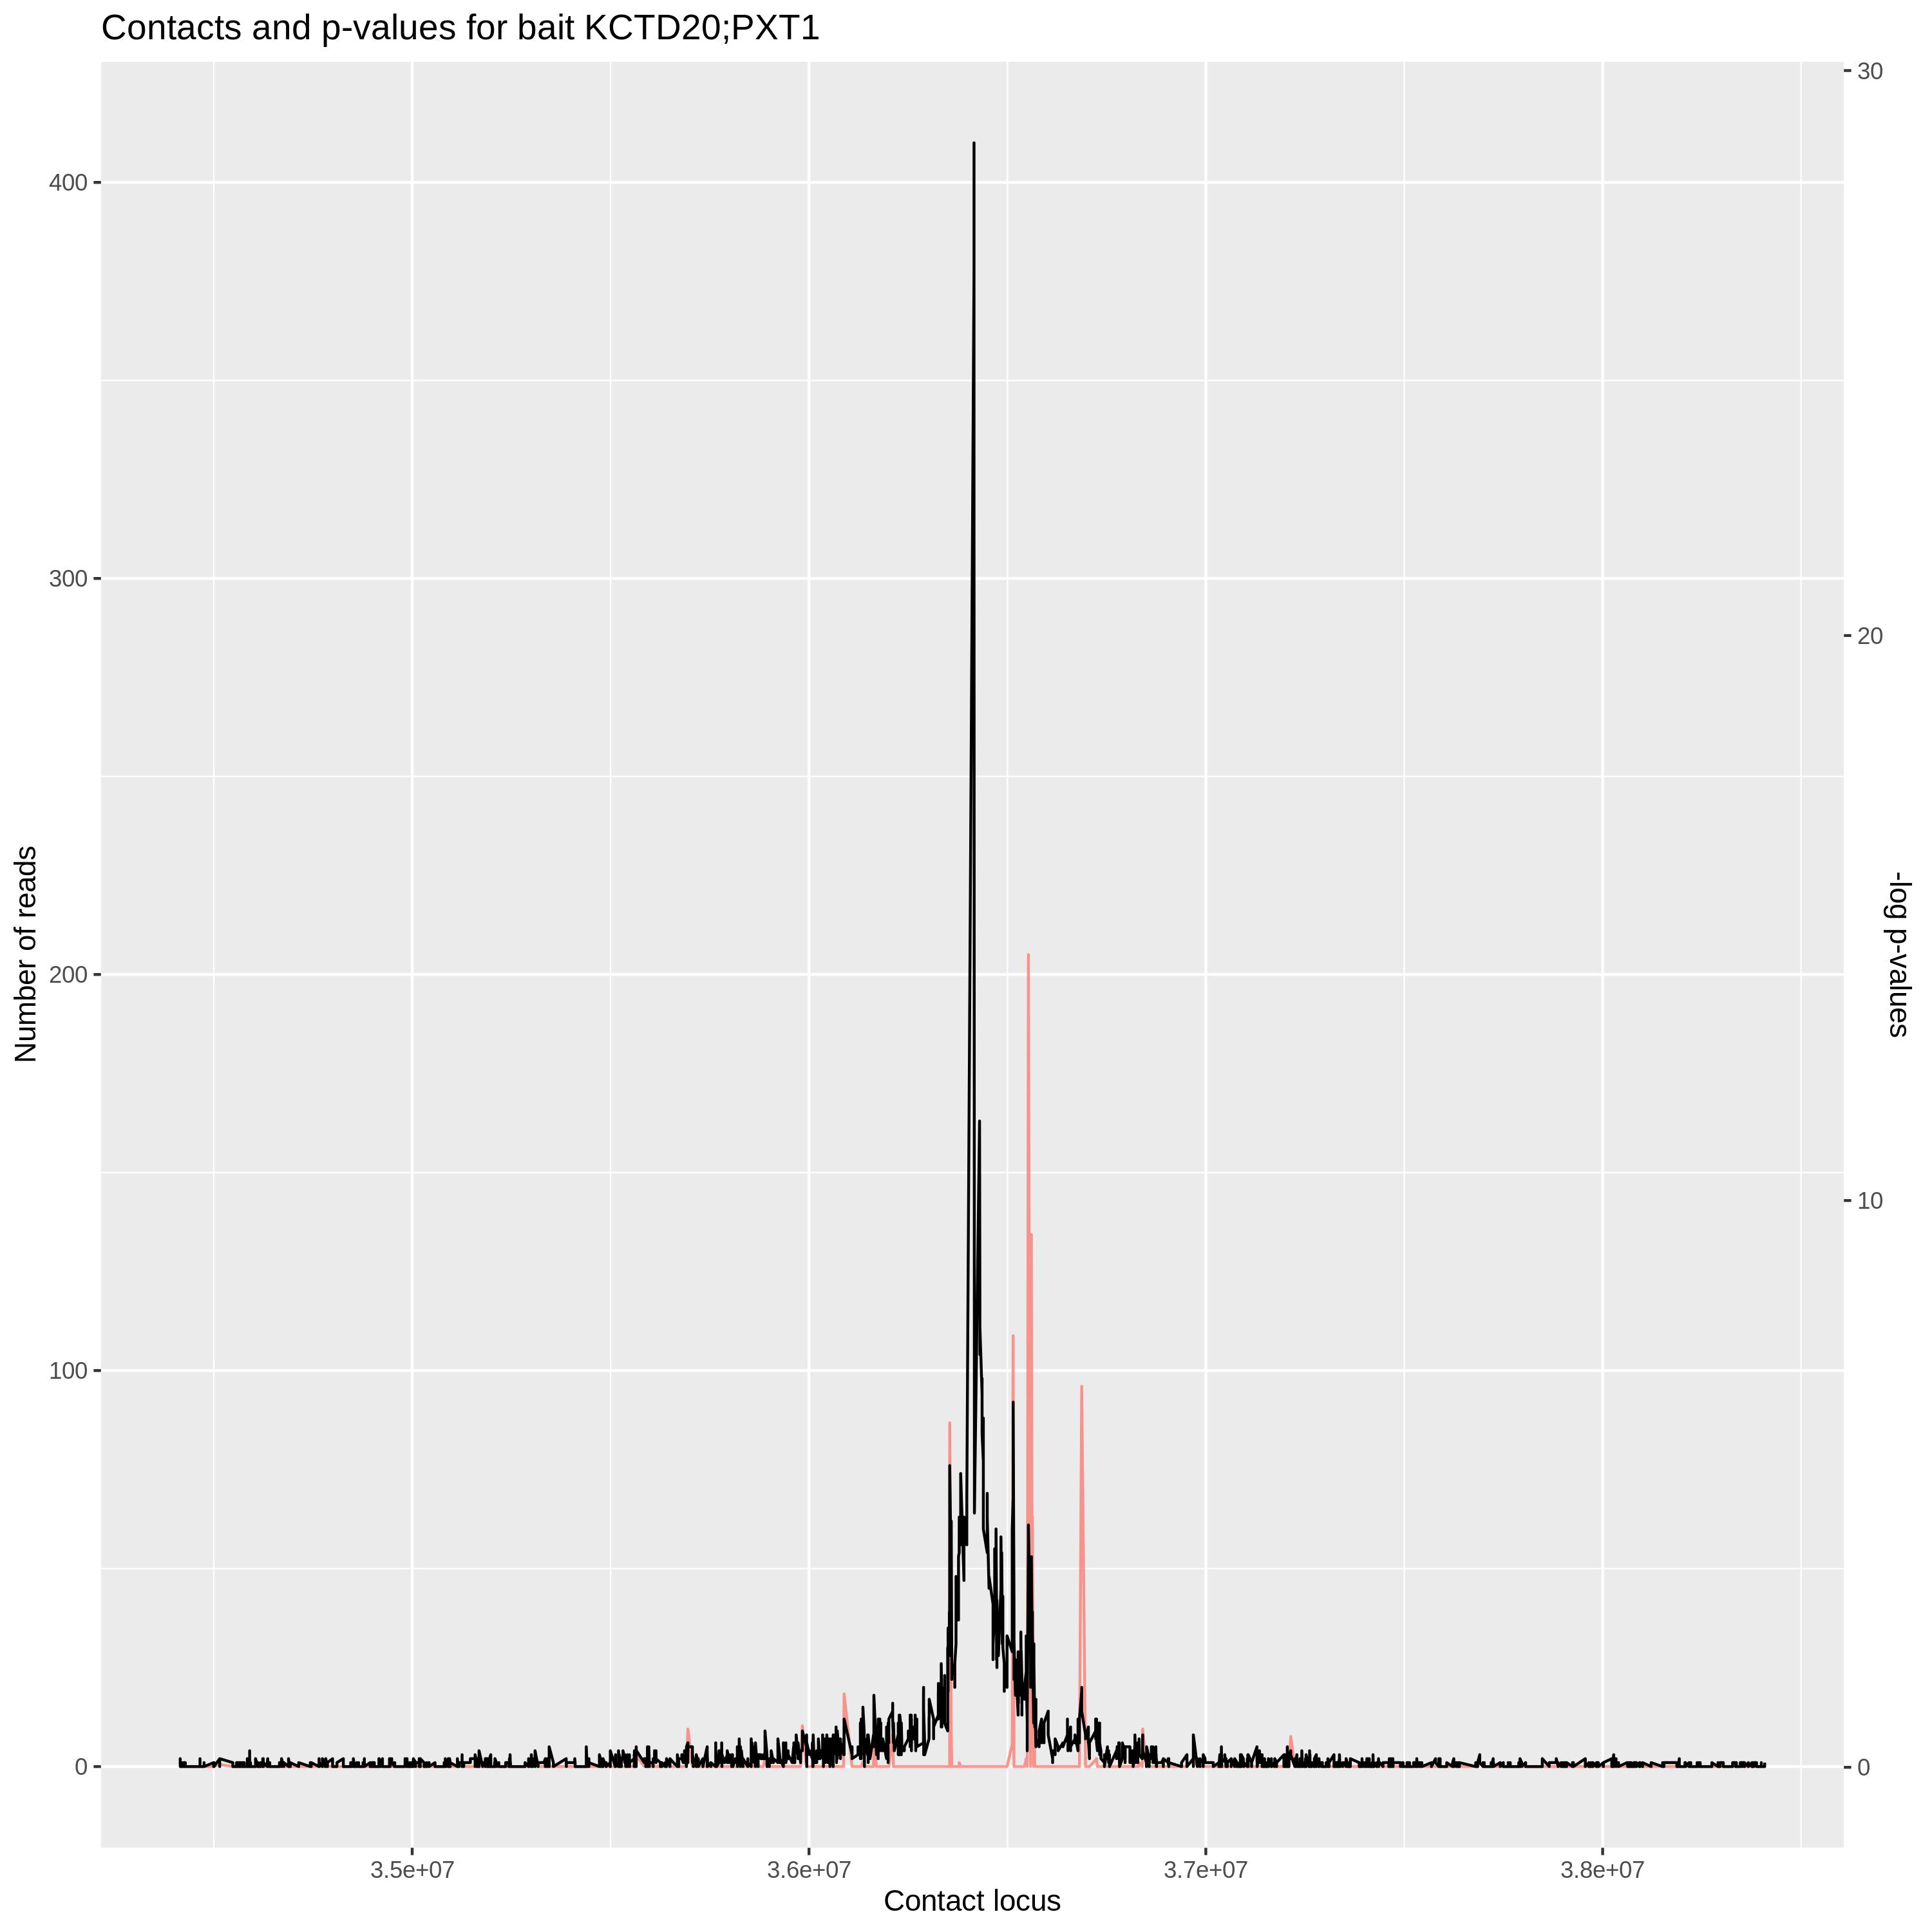 Contacts and p-values for bait KCTD20;PXT1
Number of reads
400
300
200
100
0
30
20
10
0
-log p-values
3.5e+07 3.6e+07 3.7e+07 3.8e+07
Contact locus